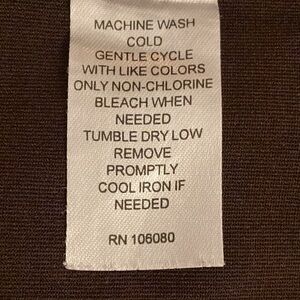 MACHINE WASH
COLD
GENTLE CYCLE
WITH LIKE COLORS
ONLY NON-CHLORINE
BLEACH WHEN
NEEDED
TUMBLE DRY LOW
REMOVE
PROMPTLY
COOL IRON IF
NEEDED
RN 106080